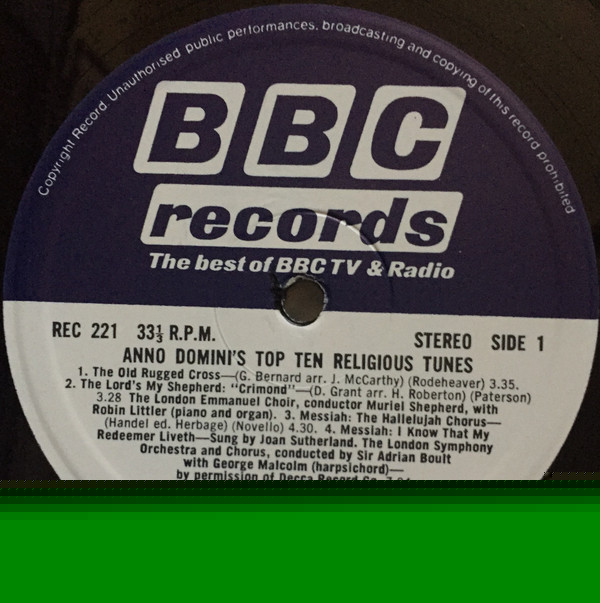 Copyright Record. Unauthorised public performances, broadcasting and copying of this record prohibited
BBC
records
The best of BBC TV & Radio
REC 221 33⅓ R.P.M.
STEREO SIDE 1
ANNO DOMINI'S TOP TEN RELIGIOUS TUNES
1. The Old Rugged Cross—(G. Bernard arr. J. McCarthy) (Rodeheaver) 3.35.
2. The Lord's My Shepherd: "Crimond"—(D. Grant arr. H. Roberton) (Paterson)
3.28 The London Emmanuel Choir, conductor Muriel Shepherd, with
Robin Littler (piano and organ). 3. Messiah: The Hallelujah Chorus—
(Handel ed. Herbage) (Novello) 4.30. 4. Messiah: I Know That My
Redeemer Liveth—Sung by Joan Sutherland. The London Symphony
Orchestra and Chorus, conducted by Sir Adrian Boult
with George Malcolm (harpsichord)—
by permission of Decca Record